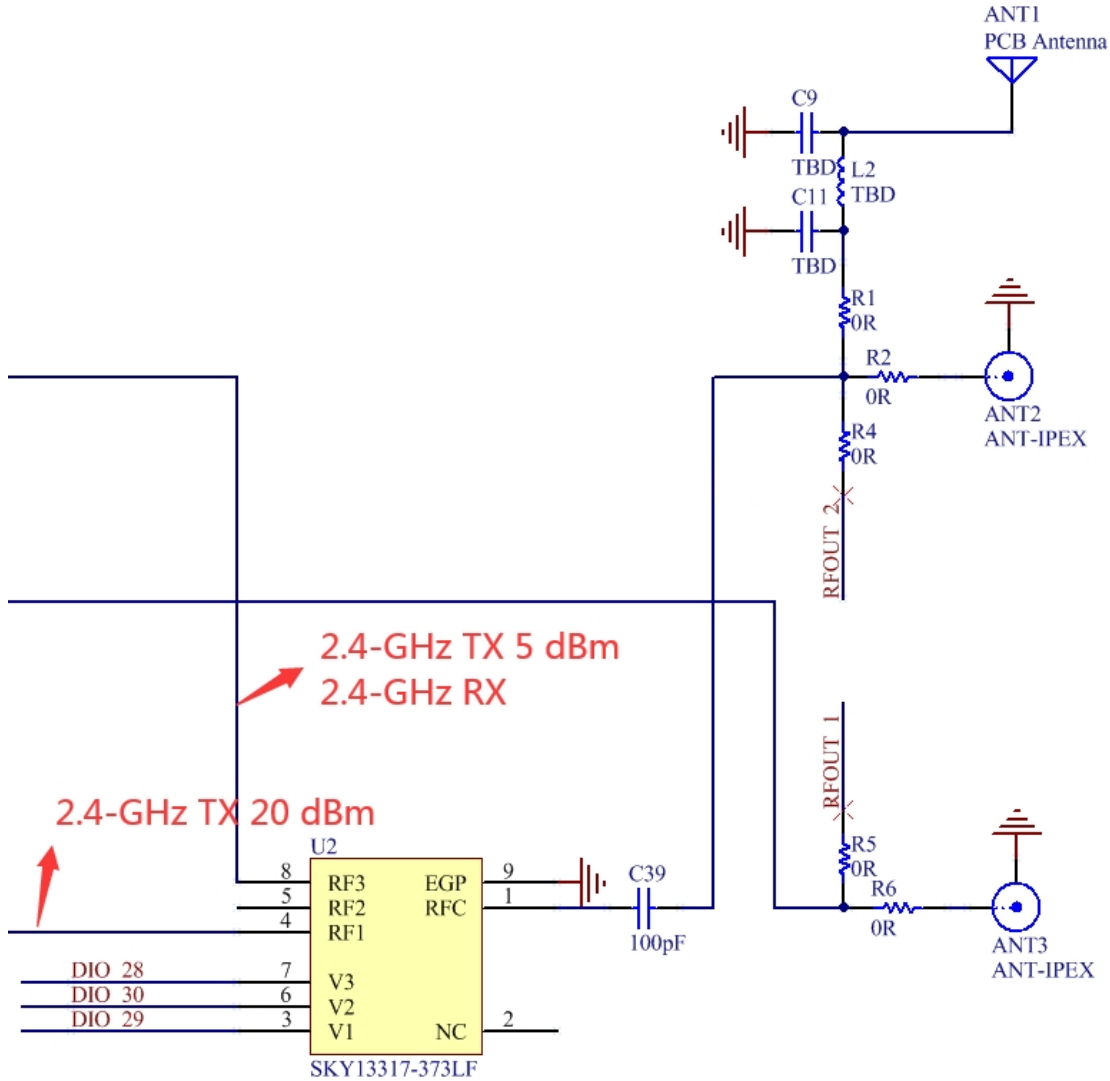 ANT1
PCB Antenna
C9
TBD
L2
TBD
C11
TBD
R1
0R
R2
0R
ANT2
ANT-IPEX
R4
0R
RFOUT_2
2.4-GHz TX 5 dBm
2.4-GHz RX
RFOUT_1
2.4-GHz TX 20 dBm
R5
0R
R6
0R
ANT3
ANT-IPEX
U2
8 RF3 EGP 9
5 RF2 RFC 1
4 RF1
C39
100pF
DIO_28 7 V3
DIO_30 6 V2
DIO_29 3 V1 NC 2
SKY13317-373LF